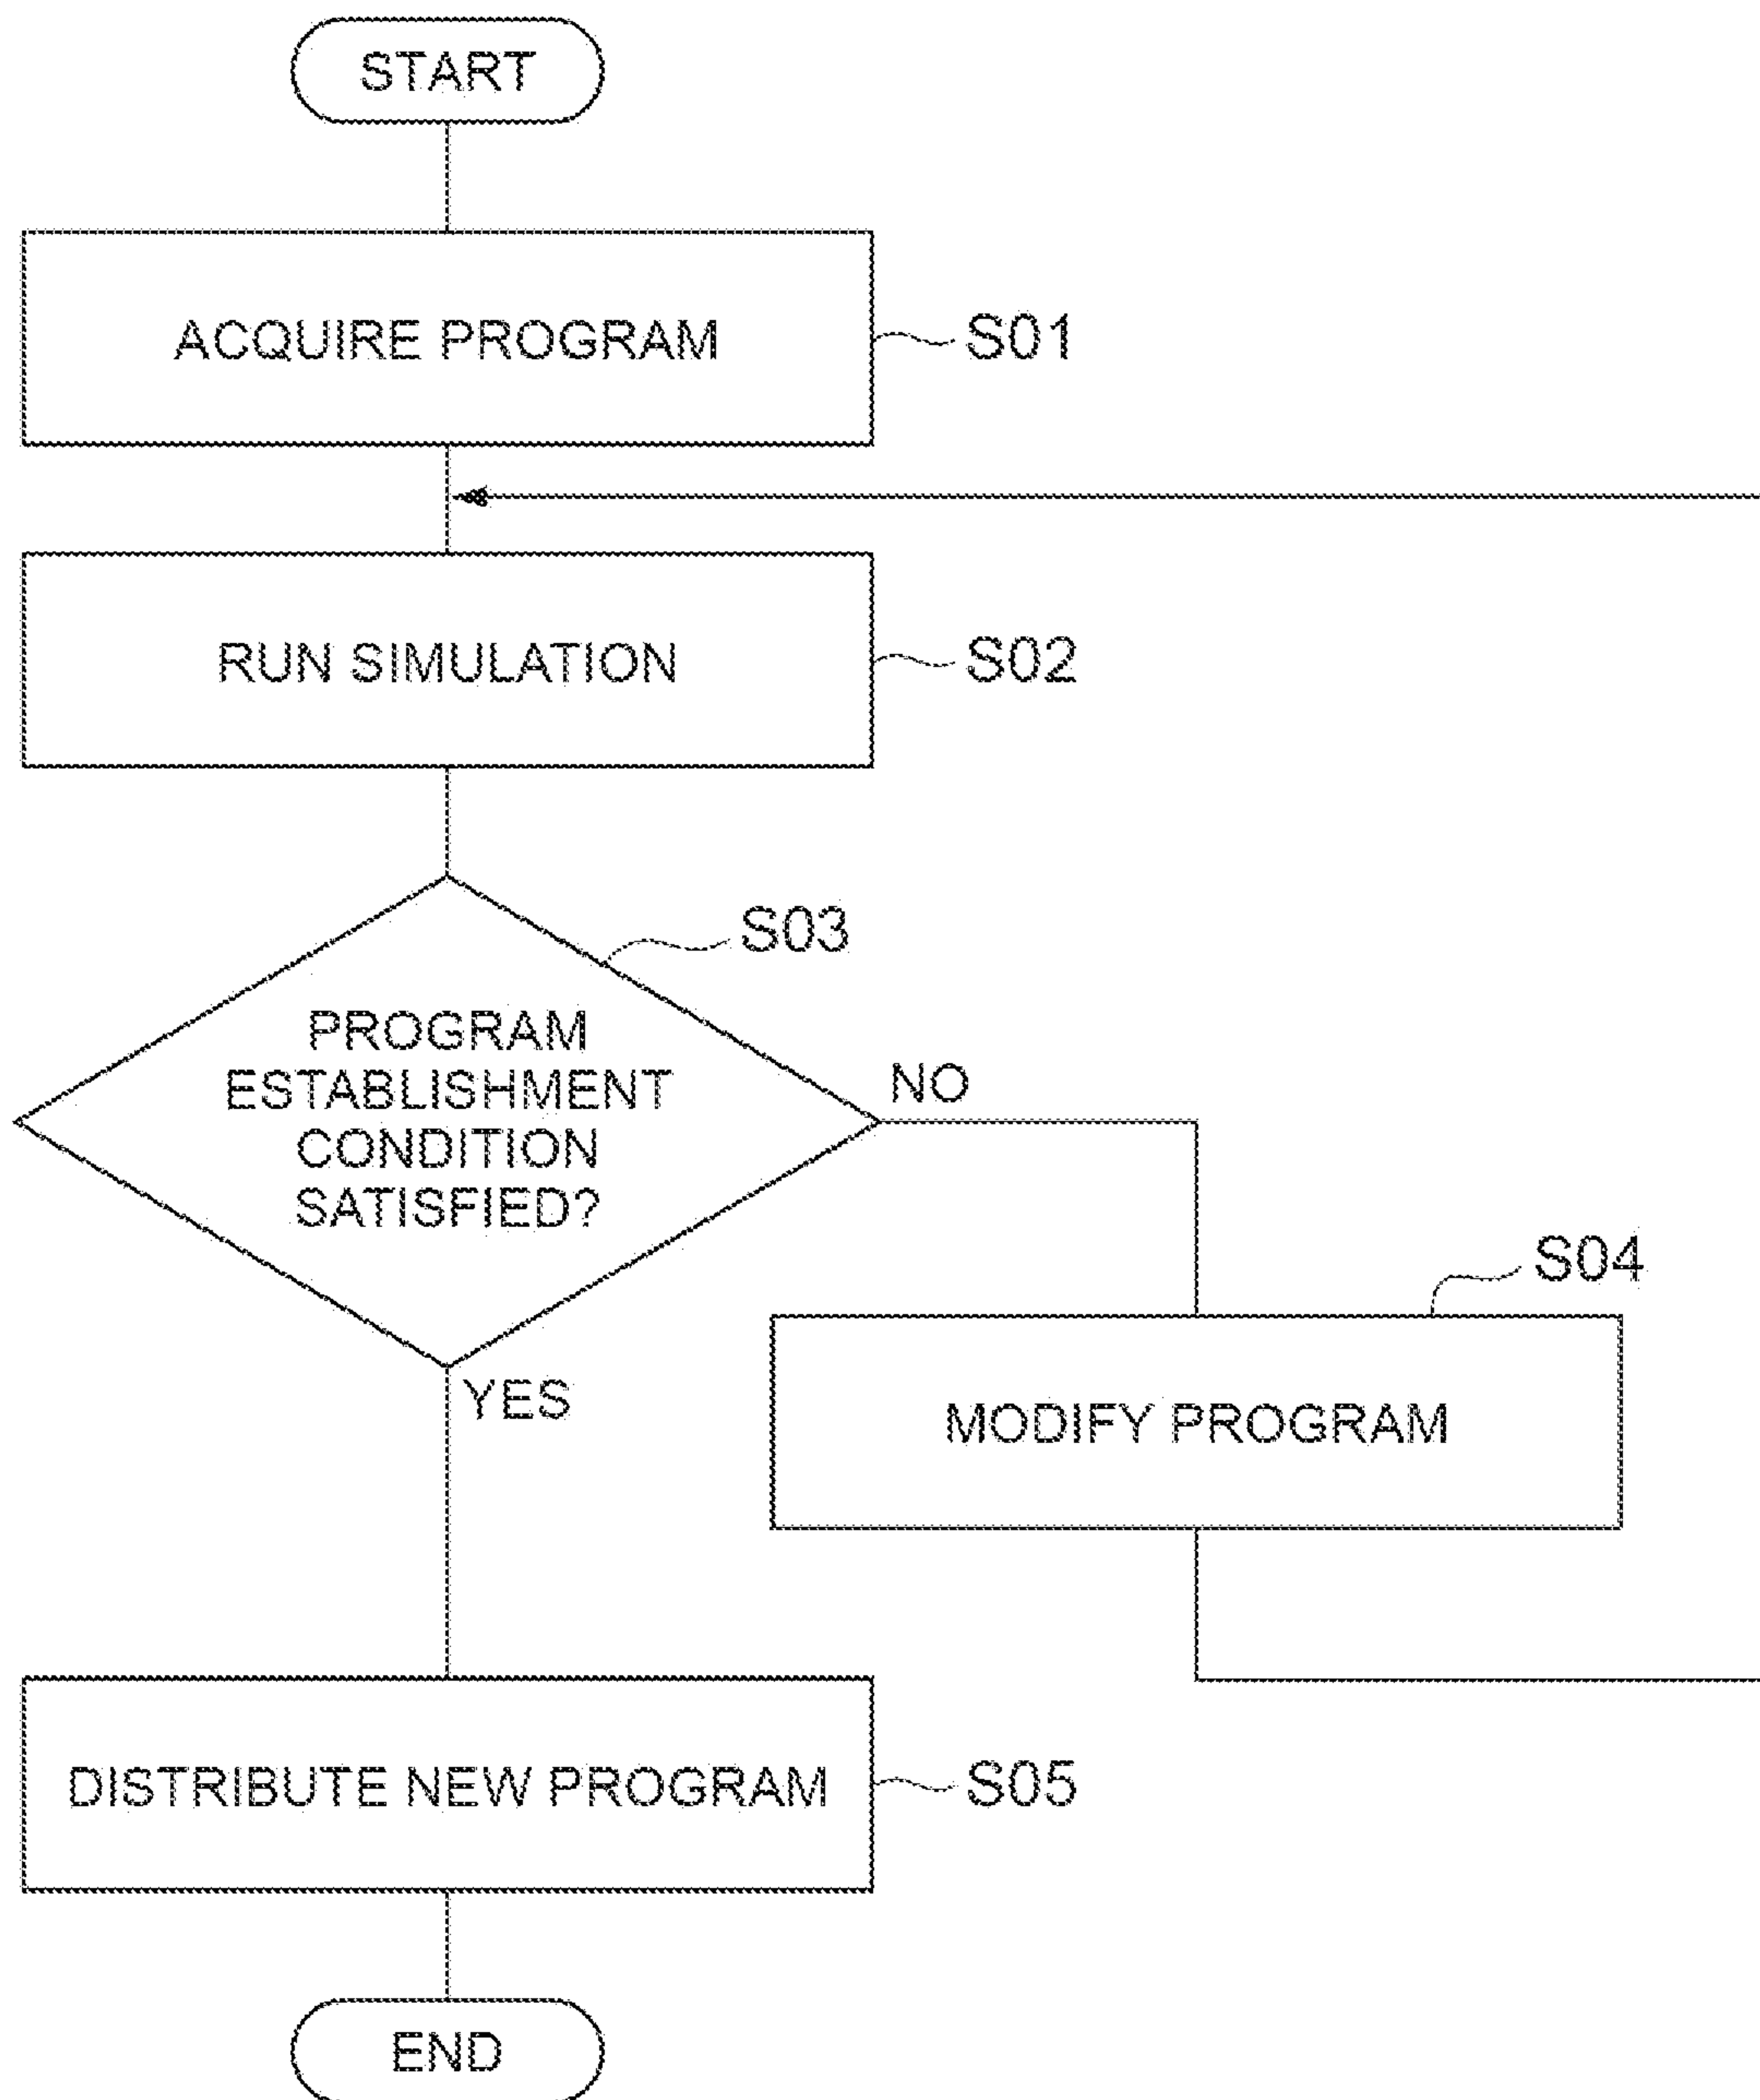 START
ACQUIRE PROGRAM
S01
RUN SIMULATION
S02
S03
PROGRAM
ESTABLISHMENT
CONDITION
SATISFIED?
NO
YES
S04
MODIFY PROGRAM
DISTRIBUTE NEW PROGRAM
S05
END